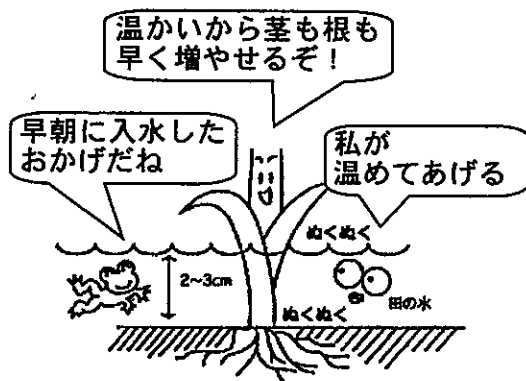 温かいから茎も根も
早く増やせるぞ！
早朝に入水した
おかげだね
私が
温めてあげる
ぬくぬく
2~3cm
田の水
ぬくぬく